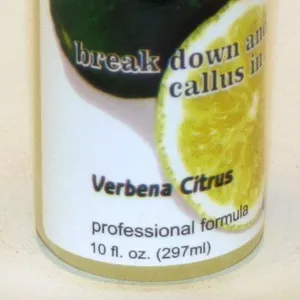 break down and
callus in
Verbena Citrus
professional formula
10 fl. oz. (297ml)